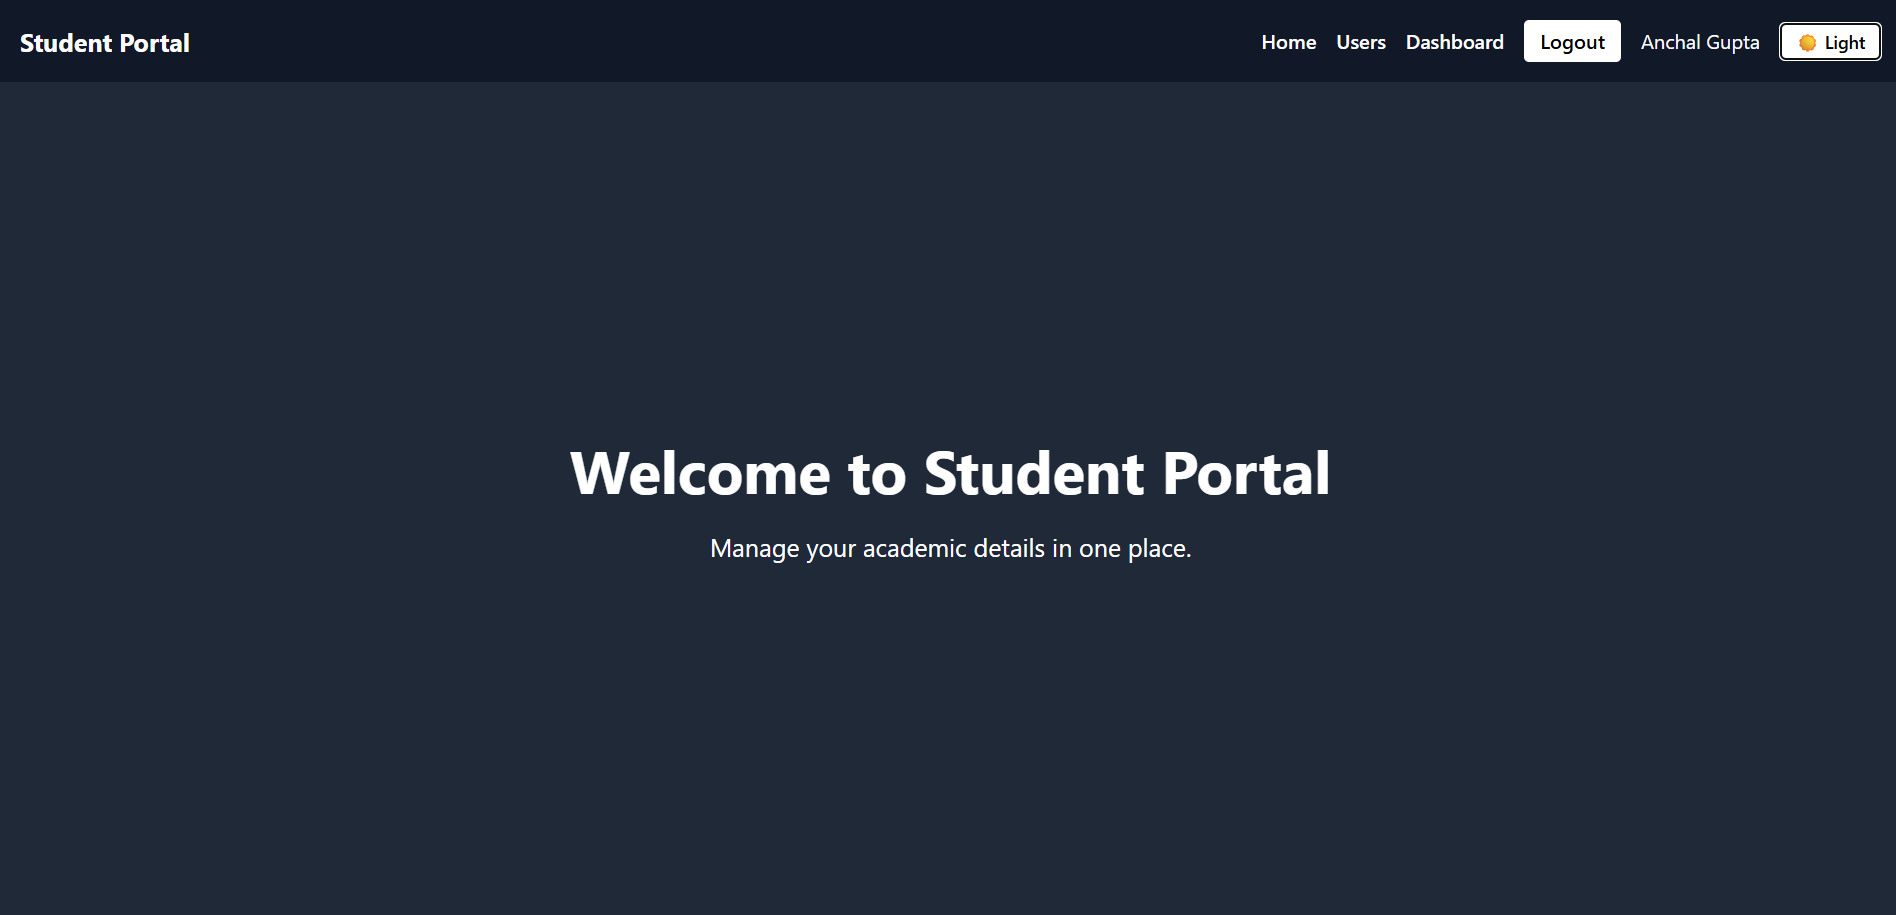 Student Portal
Home Users Dashboard Logout Anchal Gupta Light
Welcome to Student Portal
Manage your academic details in one place.